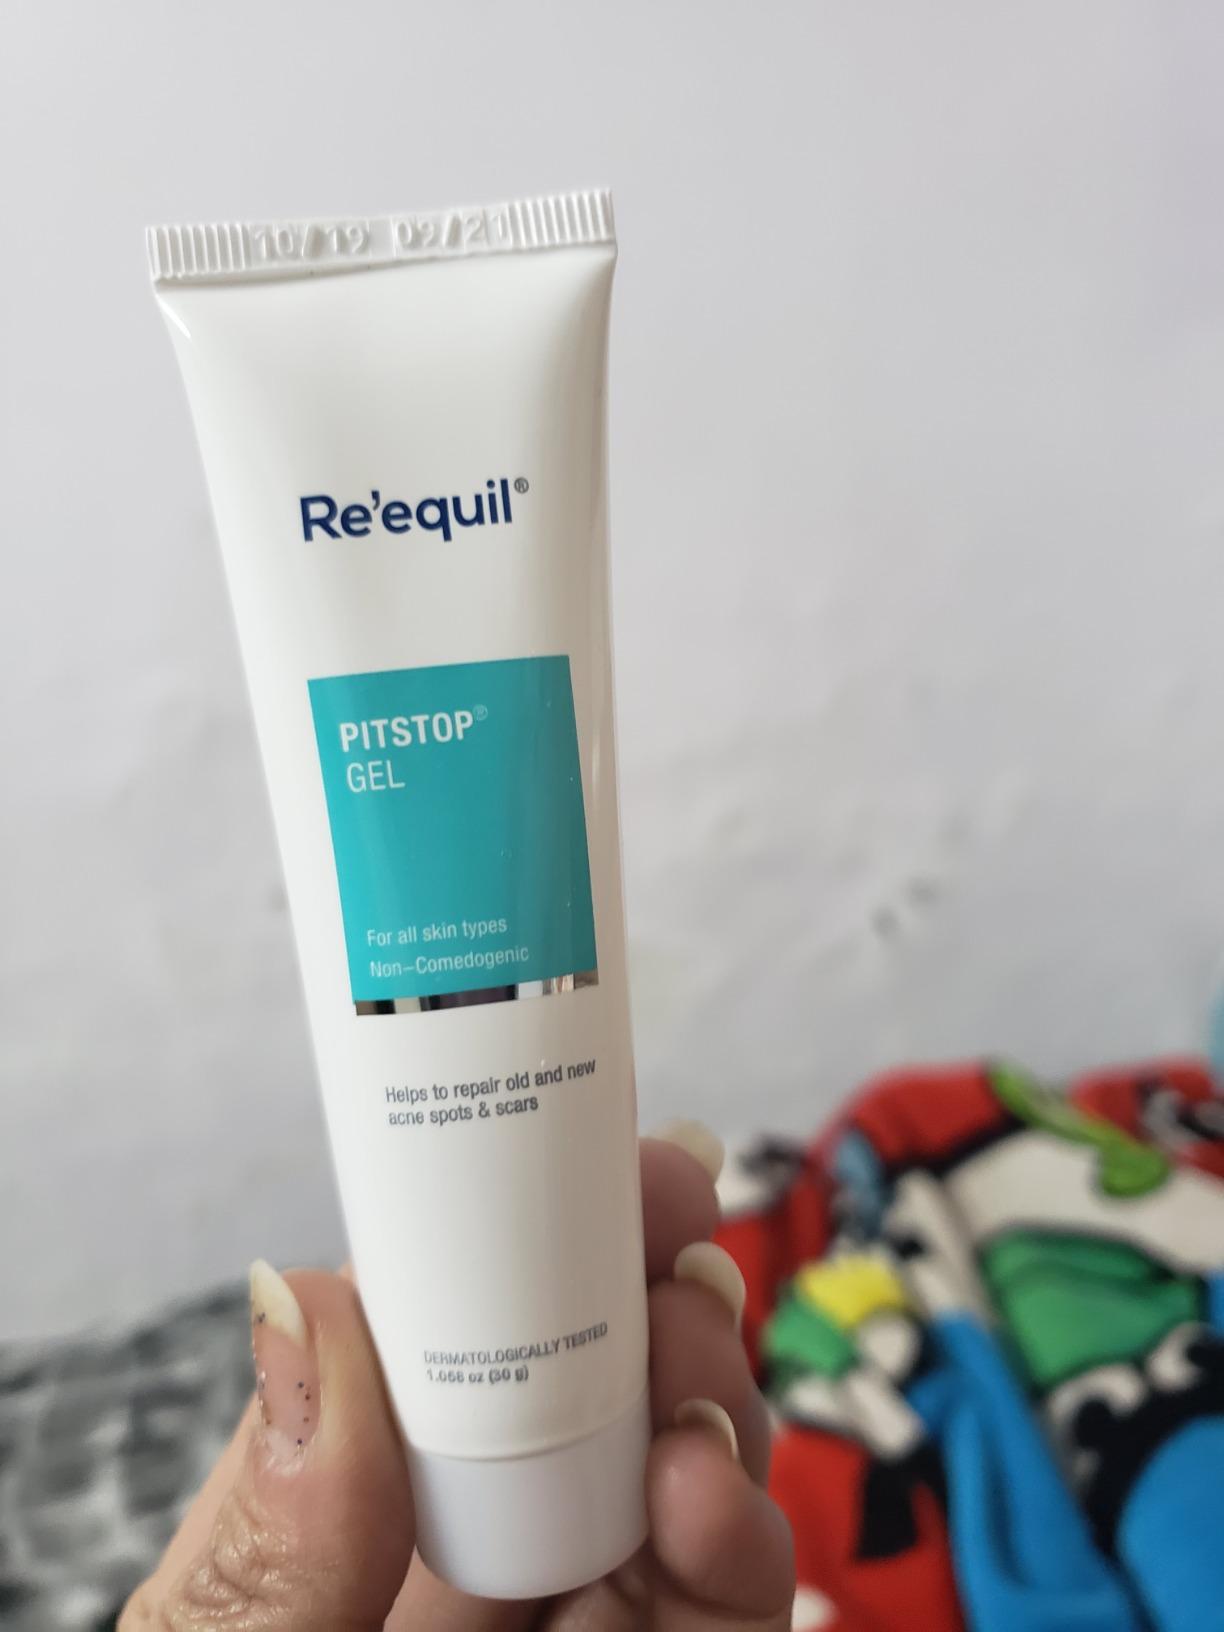 10/19 09/21
Re'equil®
PITSTOP®
GEL
For all skin types
Non-Comedogenic
Helps to repair old and new
acne spots & scars
DERMATOLOGICALLY TESTED
1.058 oz (30 g)